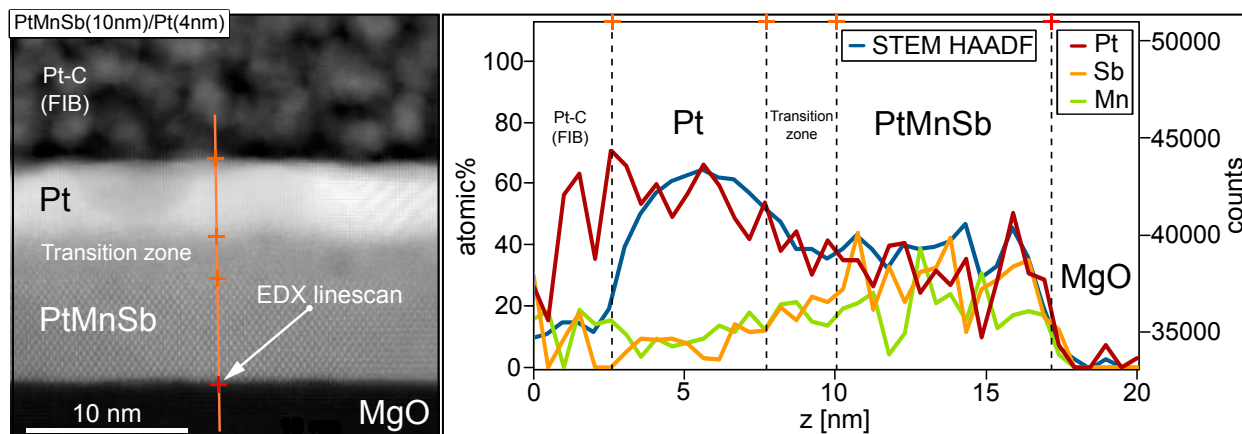 PtMnSb(10nm)/Pt(4nm)
Pt-C
(FIB)
Pt
Transition zone
EDX linescan
PtMnSb
10 nm
MgO
STEM HAADF
Pt
Sb
Mn
Pt-C
(FIB)
Pt
Transition
zone
PtMnSb
MgO
atomic%
100
80
60
40
20
0
counts
50000
45000
40000
35000
0
5
10
15
20
z [nm]